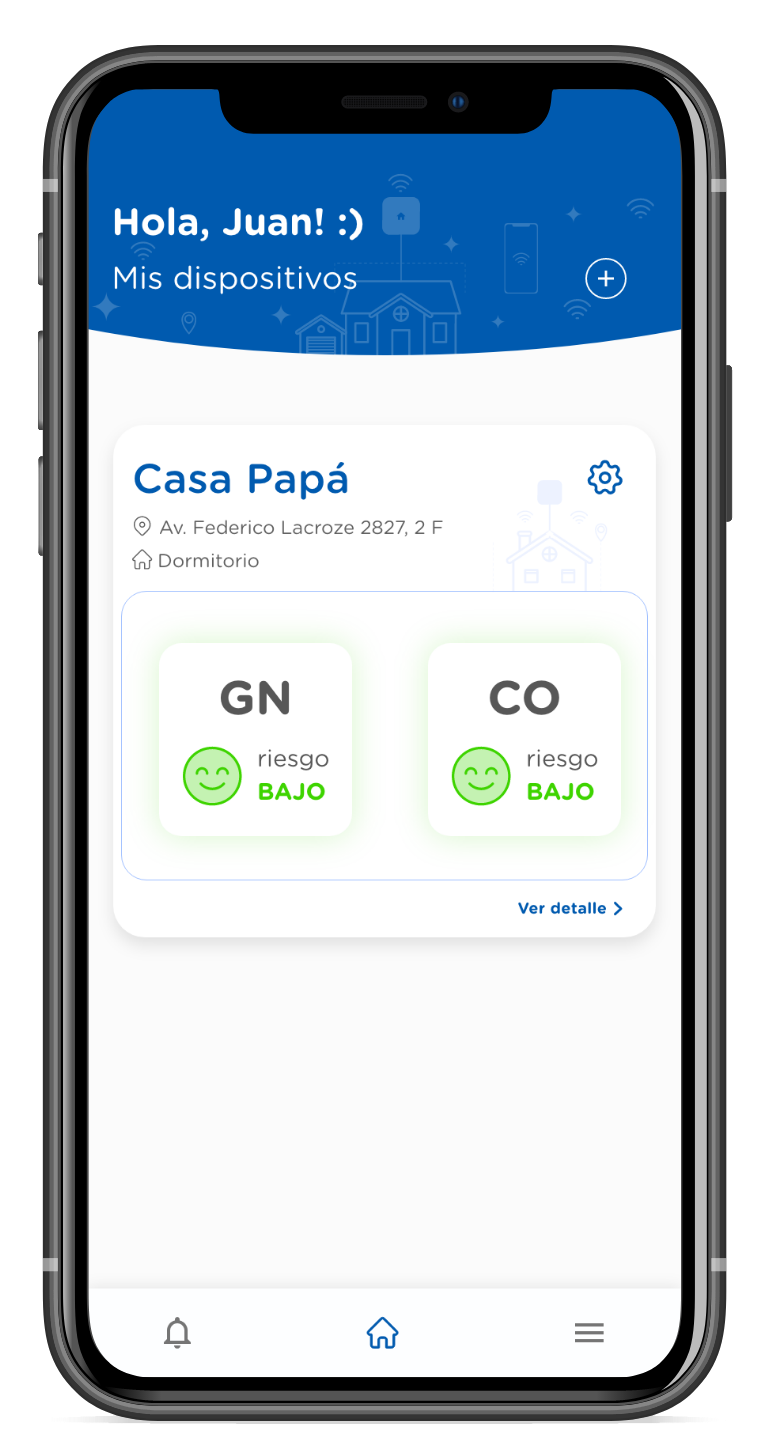 Hola, Juan! :)
Mis dispositivos
Casa Papá
Av. Federico Lacroze 2827, 2 F
Dormitorio
GN
riesgo
BAJO
CO
riesgo
BAJO
Ver detalle